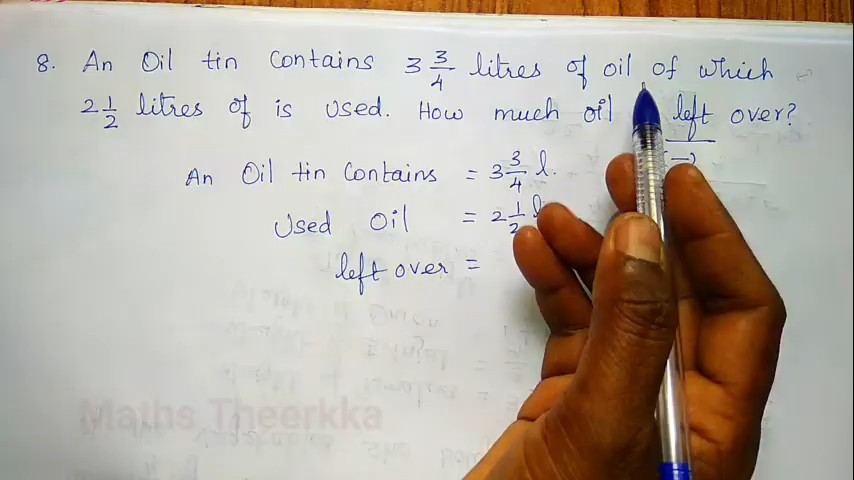 8. An Oil tin Contains 3 3/4 litres of oil of which
2 1/2 litres of is used. How much oil left over?
(-)
An Oil tin Contains = 3 3/4 l.
Used Oil = 2 1/2 l
left over =
Maths Theerkka